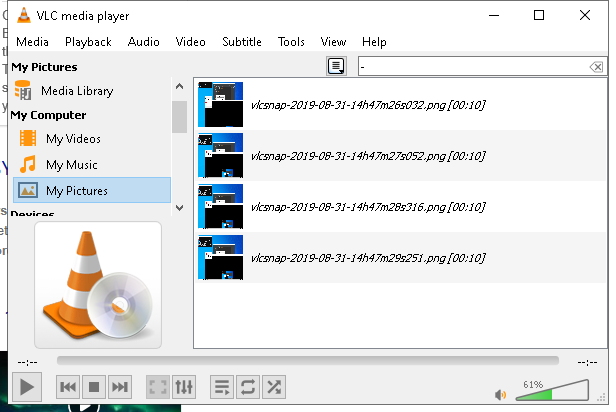 VLC media player
Media Playback Audio Video Subtitle Tools View Help
My Pictures
-
Media Library
My Computer
My Videos
My Music
My Pictures
Devices
vlcsnap-2019-08-31-14h47m26s032.png [00:10]
vlcsnap-2019-08-31-14h47m27s052.png [00:10]
vlcsnap-2019-08-31-14h47m28s316.png [00:10]
vlcsnap-2019-08-31-14h47m29s251.png [00:10]
--:-- --:--
61%